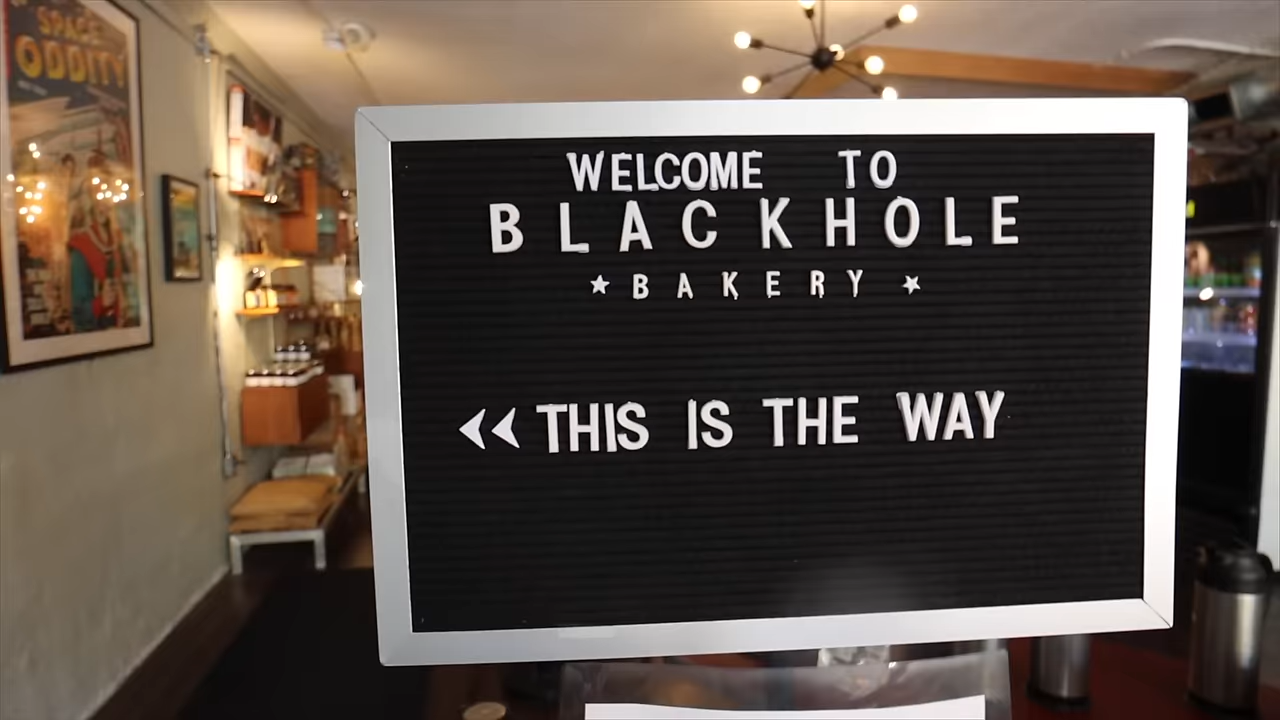 SPACE
ODDITY
WELCOME TO
BLACKHOLE
★ BAKERY ★
<< THIS IS THE WAY